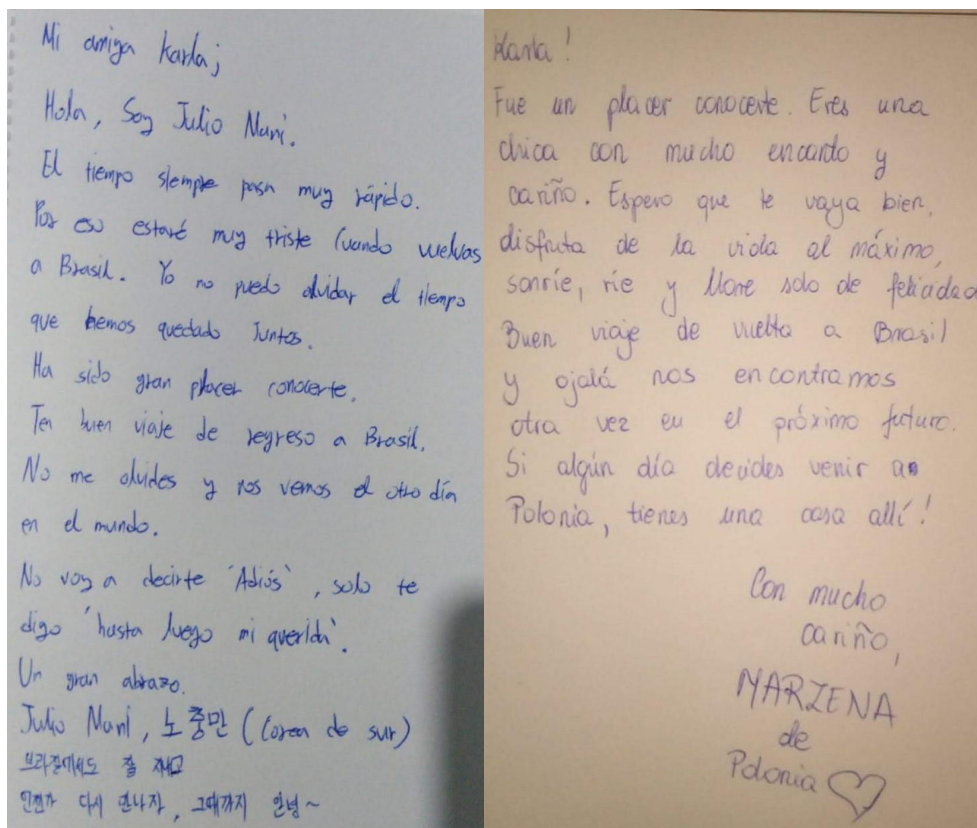 Mi amiga Karla;
Hola, Soy Julio Muni.
El tiempo siempre pasa muy rápido.
Por eso estaré muy triste Cuando vuelvas
a Brasil. Yo no puedo olvidar el tiempo
que hemos quedado Juntos.
Ha sido gran placer conocerte.
Ten buen viaje de regreso a Brasil.
No me olvides y nos vemos el otro día
en el mundo.
No voy a decirte 'Adiós', solo te
digo 'hasta luego mi querida'.
Un gran abrazo.
Julio Muni, 노중만 (Corea de sur)
브라질에서도 잘 지내고
언젠가 다시 만나자, 그때까지 안녕~
Karla!
Fue un placer conocerte. Eres una
chica con mucho encanto y
cariño. Espero que te vaya bien,
disfruta de la vida al máximo,
sonríe, ríe y llore solo de felicidad
Buen viaje de vuelta a Brasil
y ojalá nos encontramos
otra vez en el próximo futuro.
Si algún día decides venir a
Polonia, tienes una casa allí!
Con mucho
cariño,
MARZENA
de
Polonia